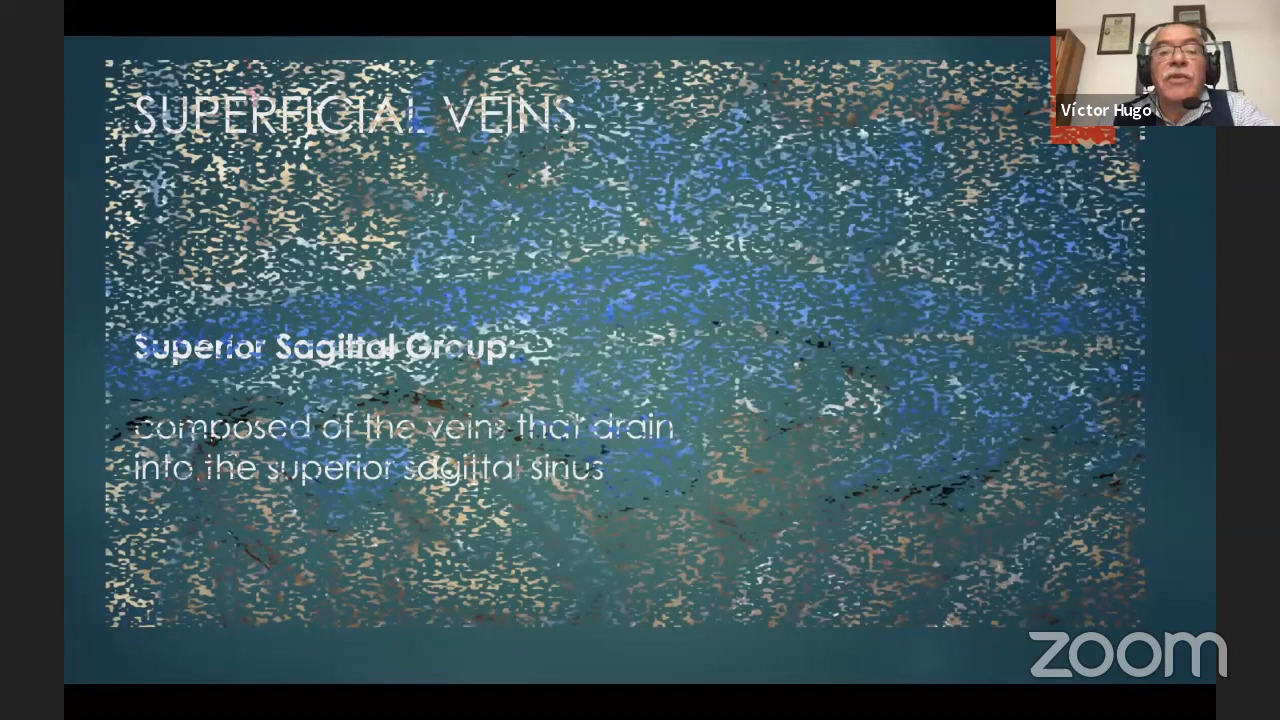 SUPERFICIAL VEINS
Víctor Hugo
Superior Sagittal Group:
composed of the veins that drain
into the superior sagittal sinus
zoom